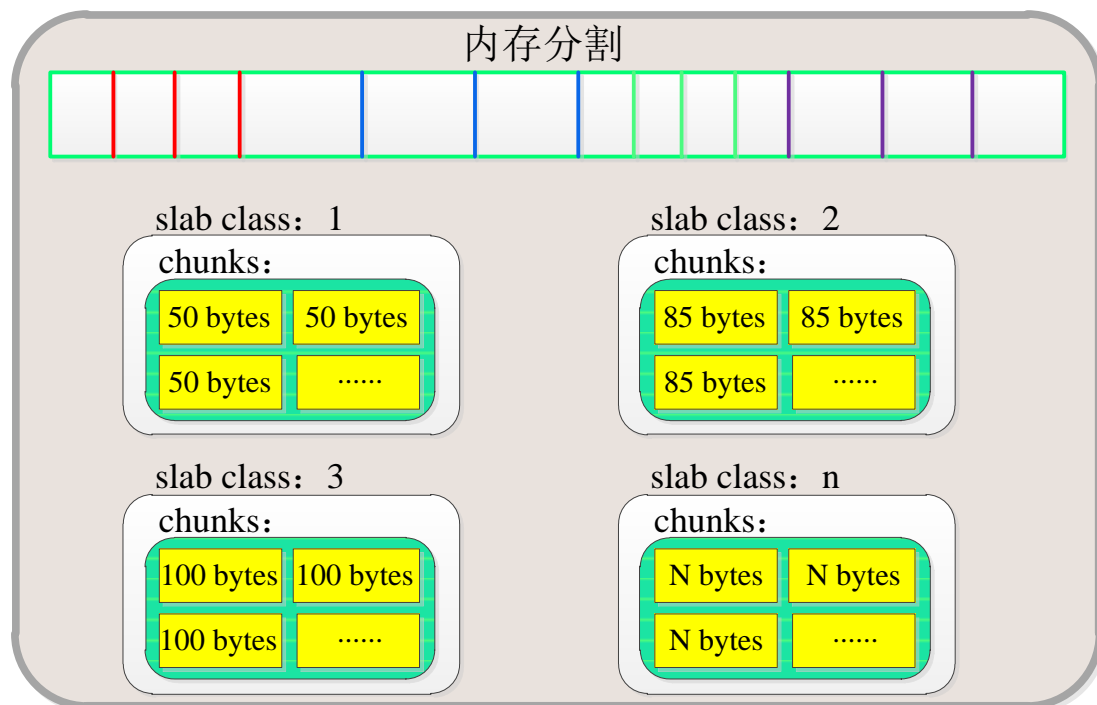 内存分割
slab class：1
chunks：
50 bytes 50 bytes
50 bytes ······
slab class：2
chunks：
85 bytes 85 bytes
85 bytes ······
slab class：3
chunks：
100 bytes 100 bytes
100 bytes ······
slab class：n
chunks：
N bytes N bytes
N bytes ······